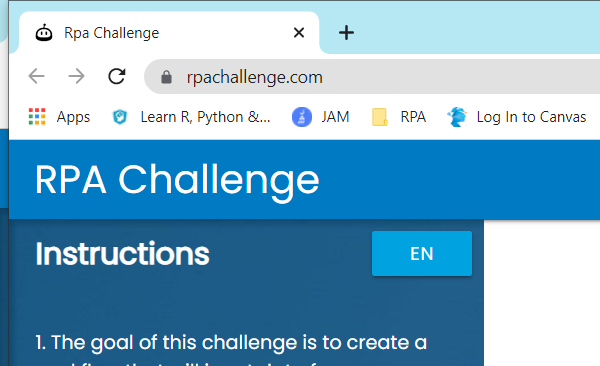 Rpa Challenge
rpachallenge.com
Apps Learn R, Python &... JAM RPA Log In to Canvas
RPA Challenge
Instructions
EN
1. The goal of this challenge is to create a